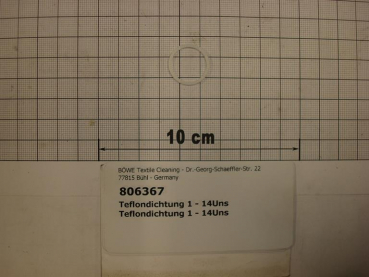 10 cm
BÖWE Textile Cleaning - Dr.-Georg-Schaeffler-Str. 22
77815 Bühl - Germany
806367
Teflondichtung 1 - 14Uns
Teflondichtung 1 - 14Uns